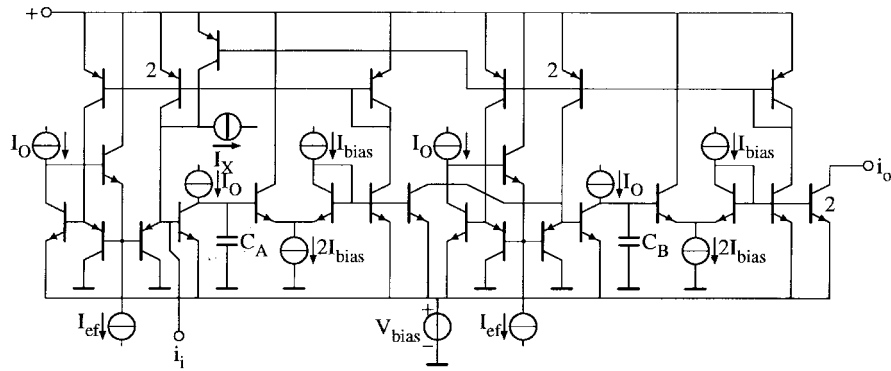 +
2
2
I_O
I_X
I_bias
I_O
I_bias
i_o
I_O
I_O
2
C_A
2I_bias
C_B
2I_bias
I_ef
i_i
V_bias
+
-
I_ef